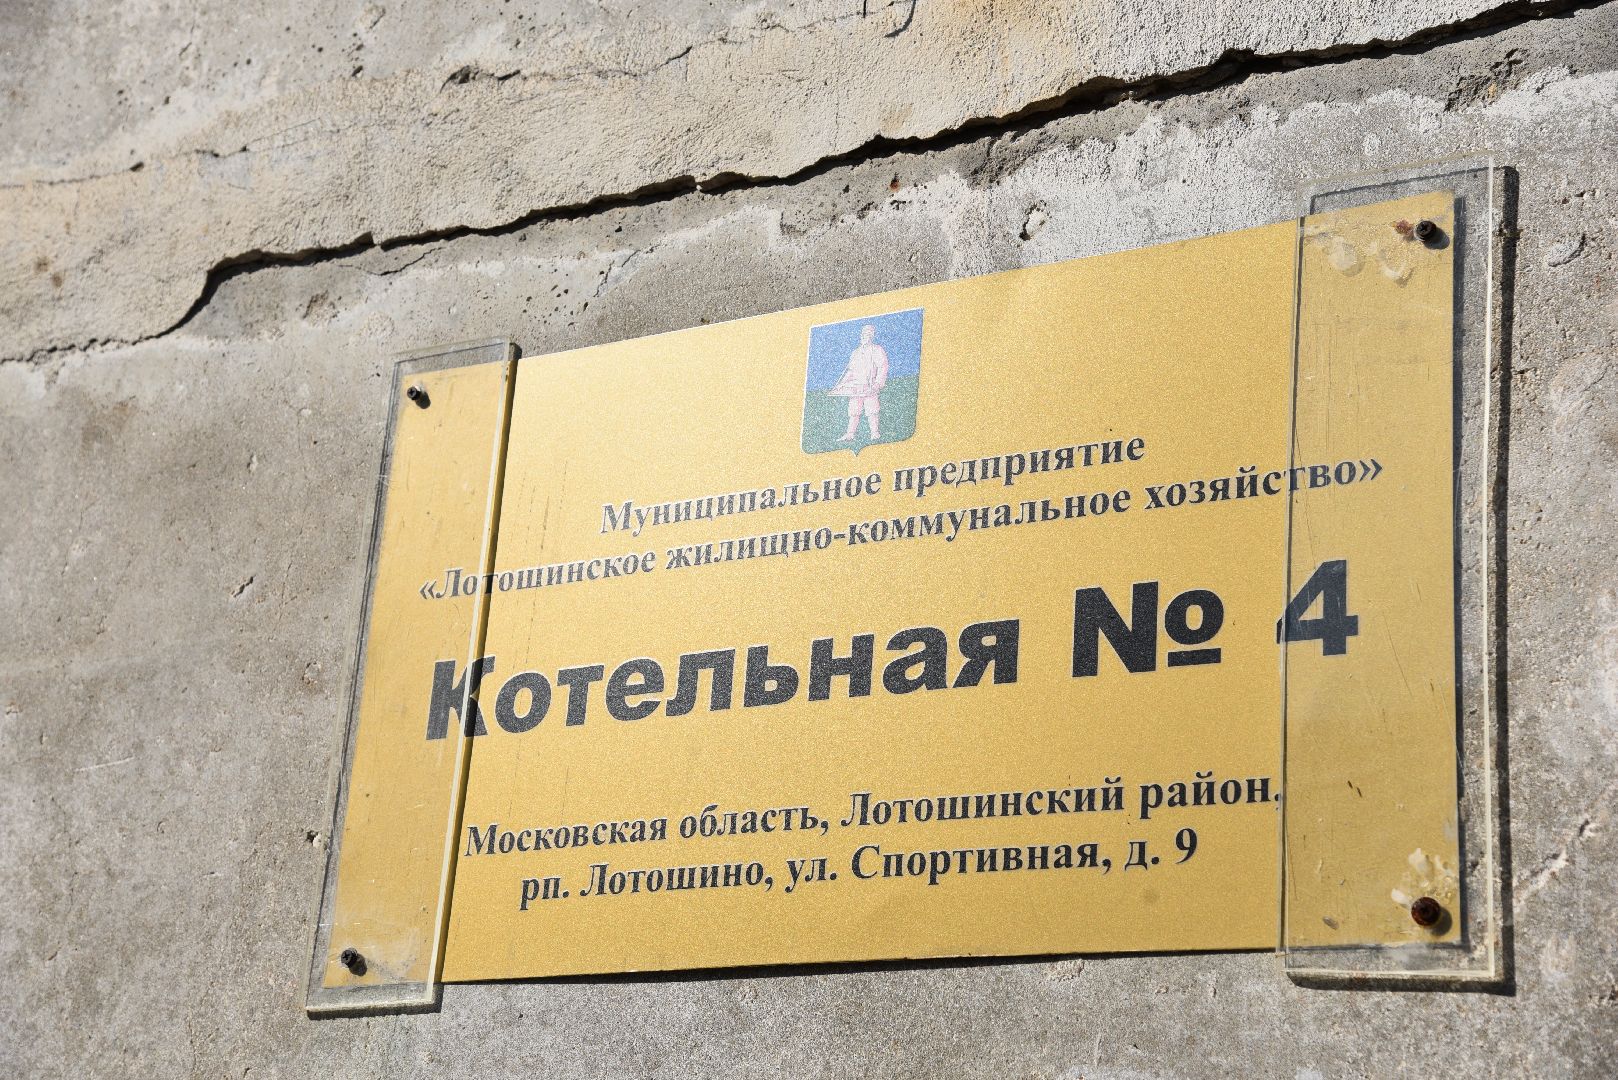 Муниципальное предприятие
«Лотошинское жилищно-коммунальное хозяйство»
Котельная № 4
Московская область, Лотошинский район,
рп. Лотошино, ул. Спортивная, д. 9